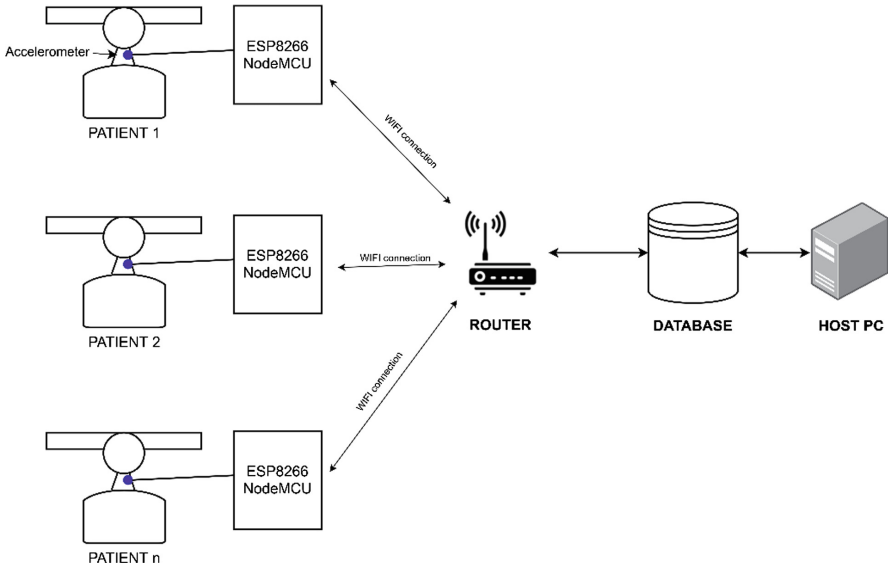 Accelerometer
ESP8266
NodeMCU
PATIENT 1
WIFI connection
ESP8266
NodeMCU
PATIENT 2
WIFI connection
ROUTER
DATABASE
HOST PC
WIFI connection
ESP8266
NodeMCU
PATIENT n